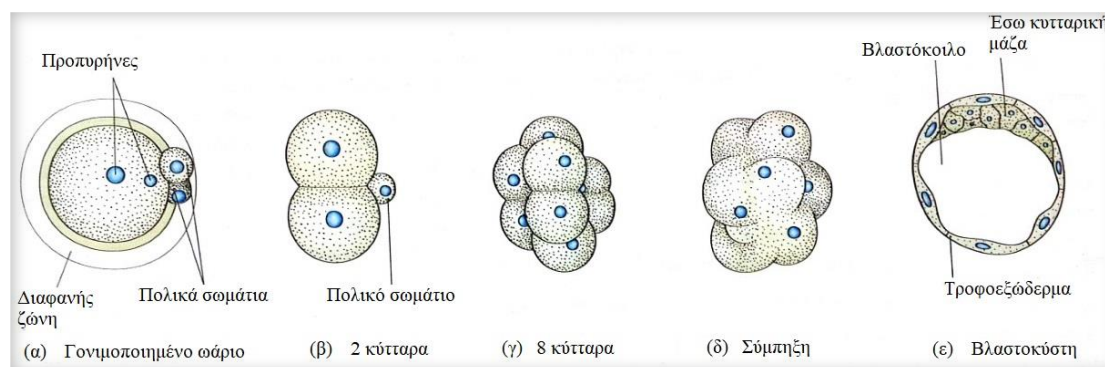 Προπυρήνες
Διαφανής
ζώνη
Πολικά σωμάτια
Πολικό σωμάτιο
Βλαστόκοιλο
Έσω κυτταρική
μάζα
Τροφοεξώδερμα
(α) Γονιμοποιημένο ωάριο
(β) 2 κύτταρα
(γ) 8 κύτταρα
(δ) Σύμπηξη
(ε) Βλαστοκύστη